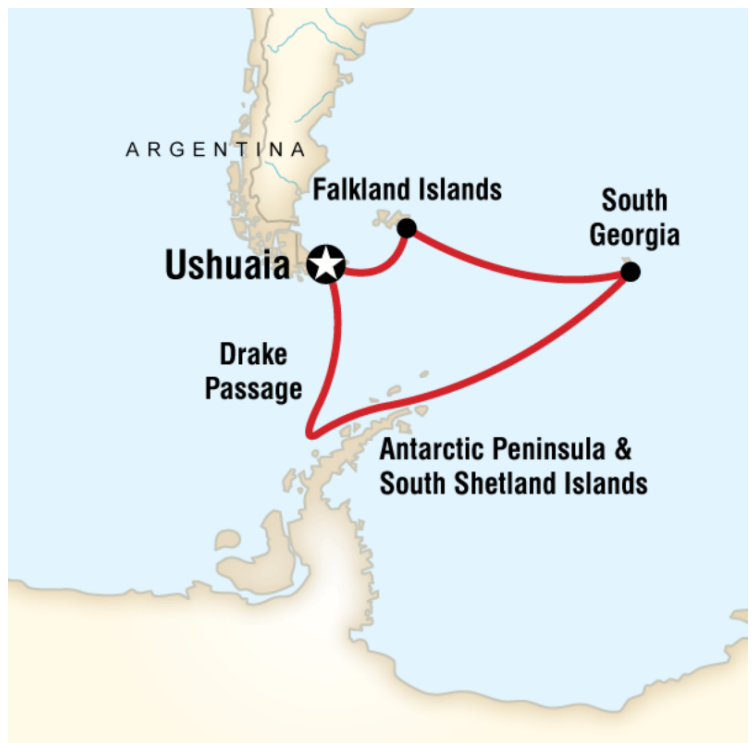 ARGENTINA
Falkland Islands
South
Georgia
Ushuaia
Drake
Passage
Antarctic Peninsula &
South Shetland Islands